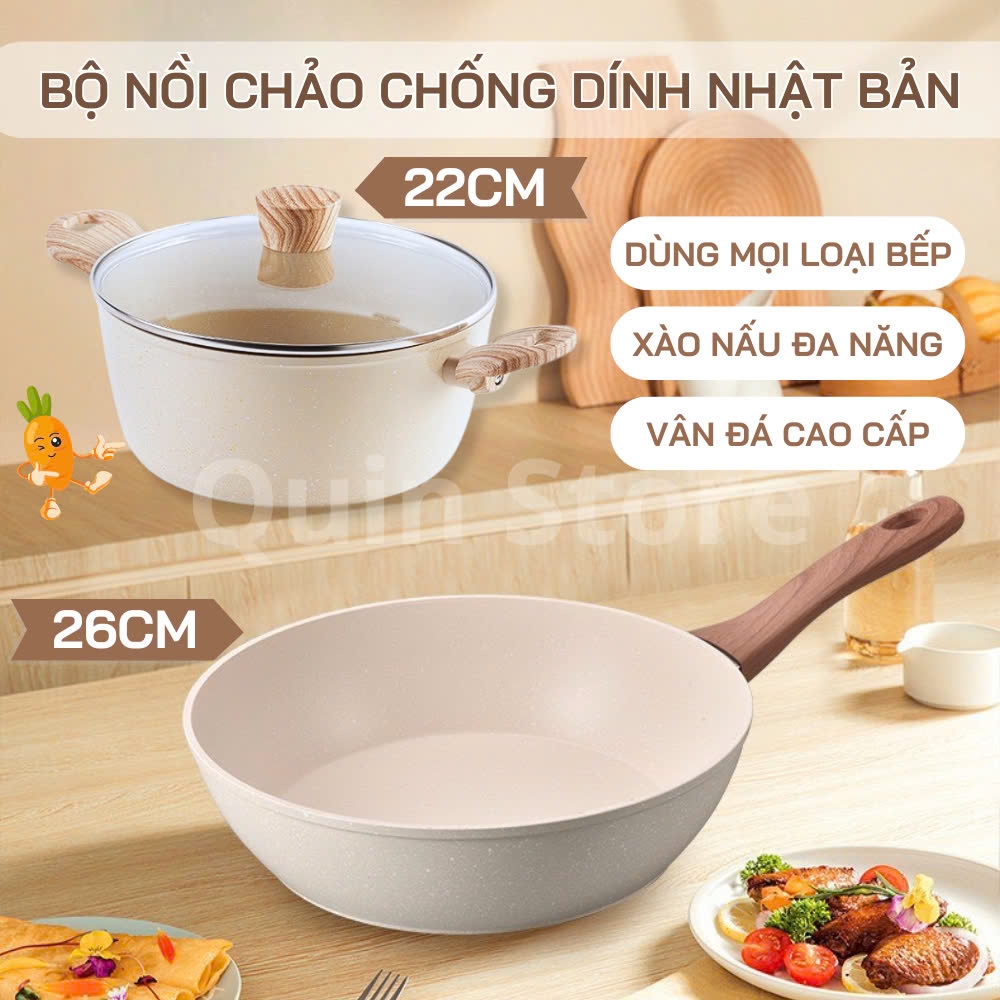 BỘ NỒI CHẢO CHỐNG DÍNH NHẬT BẢN
22CM
DÙNG MỌI LOẠI BẾP
XÀO NẤU ĐA NĂNG
VÂN ĐÁ CAO CẤP
Quin Store
26CM